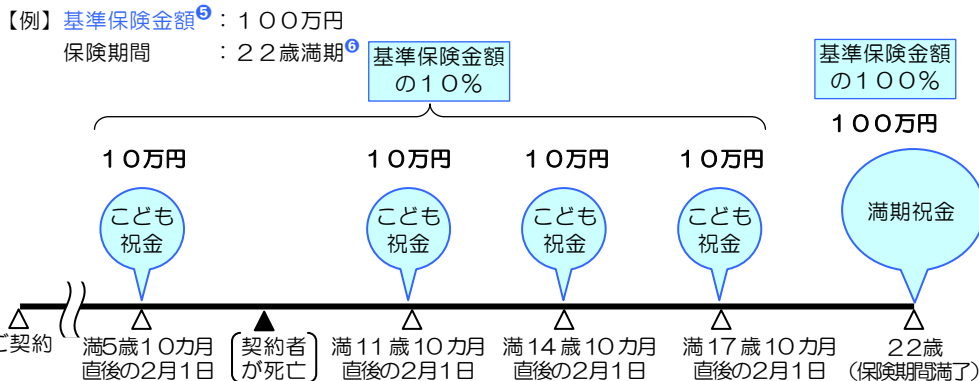 【例】基準保険金額❺：１００万円
保険期間　　：２２歳満期❻
基準保険金額
の１０％
基準保険金額
の１００％
１００万円
１０万円
１０万円
１０万円
１０万円
こども
祝金
こども
祝金
こども
祝金
こども
祝金
満期祝金
ご契約
満5歳10カ月
直後の2月1日
契約者
が死亡
満11歳10カ月
直後の2月1日
満14歳10カ月
直後の2月1日
満17歳10カ月
直後の2月1日
２２歳
（保険期間満了）